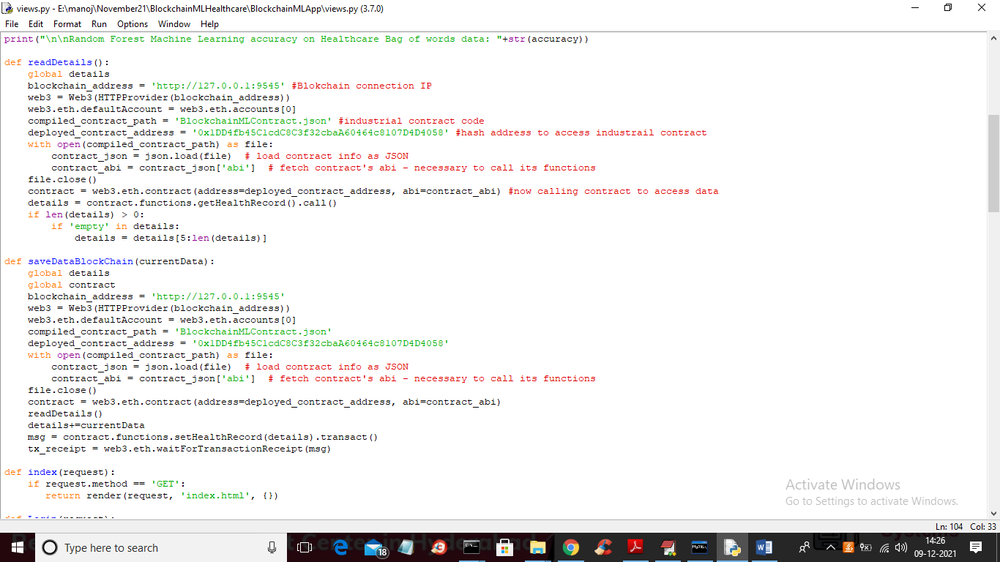 views.py - E:\manoj\November21\BlockchainMLHealthcare\BlockchainMLApp\views.py (3.7.0)
File Edit Format Run Options Window Help
print("\n\nRandom Forest Machine Learning accuracy on Healthcare Bag of words data: "+str(accuracy))
def readDetails():
    global details
    blockchain_address = 'http://127.0.0.1:9545' #Blokchain connection IP
    web3 = Web3(HTTPProvider(blockchain_address))
    web3.eth.defaultAccount = web3.eth.accounts[0]
    compiled_contract_path = 'BlockchainMLContract.json' #industrial contract code
    deployed_contract_address = '0x1DD4fb45C1cdC8C3f32cbaA60464c8107D4D4058' #hash address to access industrail contract
    with open(compiled_contract_path) as file:
        contract_json = json.load(file)  # load contract info as JSON
        contract_abi = contract_json['abi']  # fetch contract's abi - necessary to call its functions
    file.close()
    contract = web3.eth.contract(address=deployed_contract_address, abi=contract_abi) #now calling contract to access data
    details = contract.functions.getHealthRecord().call()
    if len(details) > 0:
        if 'empty' in details:
            details = details[5:len(details)]
def saveDataBlockChain(currentData):
    global details
    global contract
    blockchain_address = 'http://127.0.0.1:9545'
    web3 = Web3(HTTPProvider(blockchain_address))
    web3.eth.defaultAccount = web3.eth.accounts[0]
    compiled_contract_path = 'BlockchainMLContract.json'
    deployed_contract_address = '0x1DD4fb45C1cdC8C3f32cbaA60464c8107D4D4058'
    with open(compiled_contract_path) as file:
        contract_json = json.load(file)  # load contract info as JSON
        contract_abi = contract_json['abi']  # fetch contract's abi - necessary to call its functions
    file.close()
    contract = web3.eth.contract(address=deployed_contract_address, abi=contract_abi)
    readDetails()
    details+=currentData
    msg = contract.functions.setHealthRecord(details).transact()
    tx_receipt = web3.eth.waitForTransactionReceipt(msg)
def index(request):
    if request.method == 'GET':
       return render(request, 'index.html', {})
Activate Windows
Go to Settings to activate Windows.
Ln: 104 Col: 33
Type here to search
18
14:26
09-12-2021